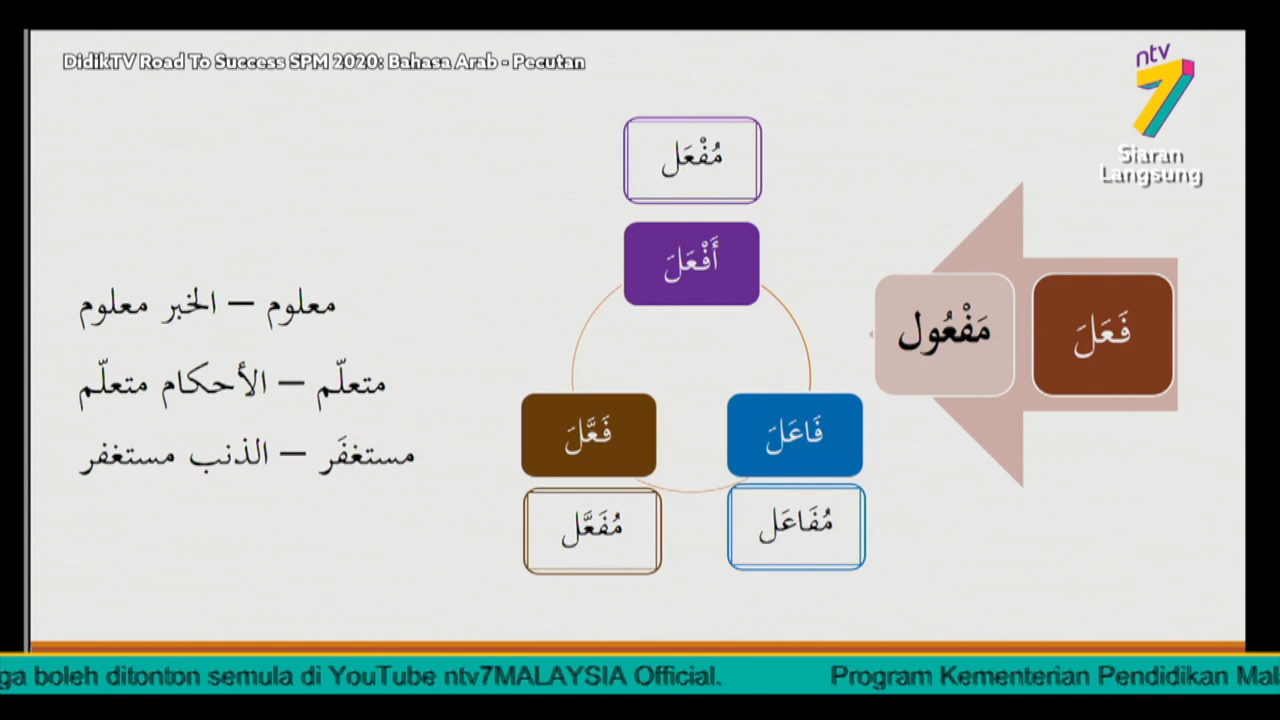 DidikTV Road To Success SPM 2020: Bahasa Arab - Pecutan
ntv
7
Siaran
Langsung
مُفْعَل
أَفْعَلَ
فَعَلَ
مَفْعُول
فَاعَلَ
مُفَاعَل
فَعَّلَ
مُفَعَّل
معلوم – الخبر معلوم
متعلّم – الأحكام متعلّم
مستغفَر – الذنب مستغفر
ga boleh ditonton semula di YouTube ntv7MALAYSIA Official. Program Kementerian Pendidikan Mala